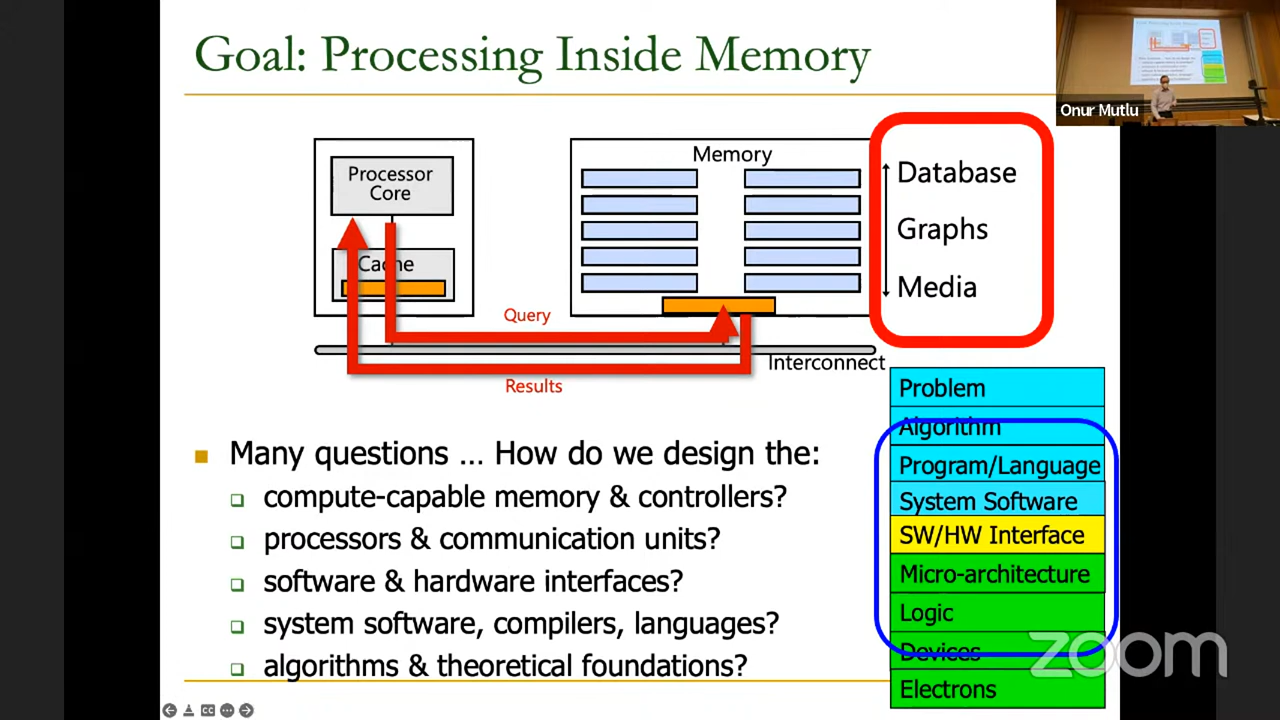 Goal: Processing Inside Memory
Onur Mutlu
Processor
Core
Cache
Memory
Database
Graphs
Media
Query
Interconnect
Results
Many questions … How do we design the:
compute-capable memory & controllers?
processors & communication units?
software & hardware interfaces?
system software, compilers, languages?
algorithms & theoretical foundations?
Problem
Algorithm
Program/Language
System Software
SW/HW Interface
Micro-architecture
Logic
Devices
Electrons
zoom
CC